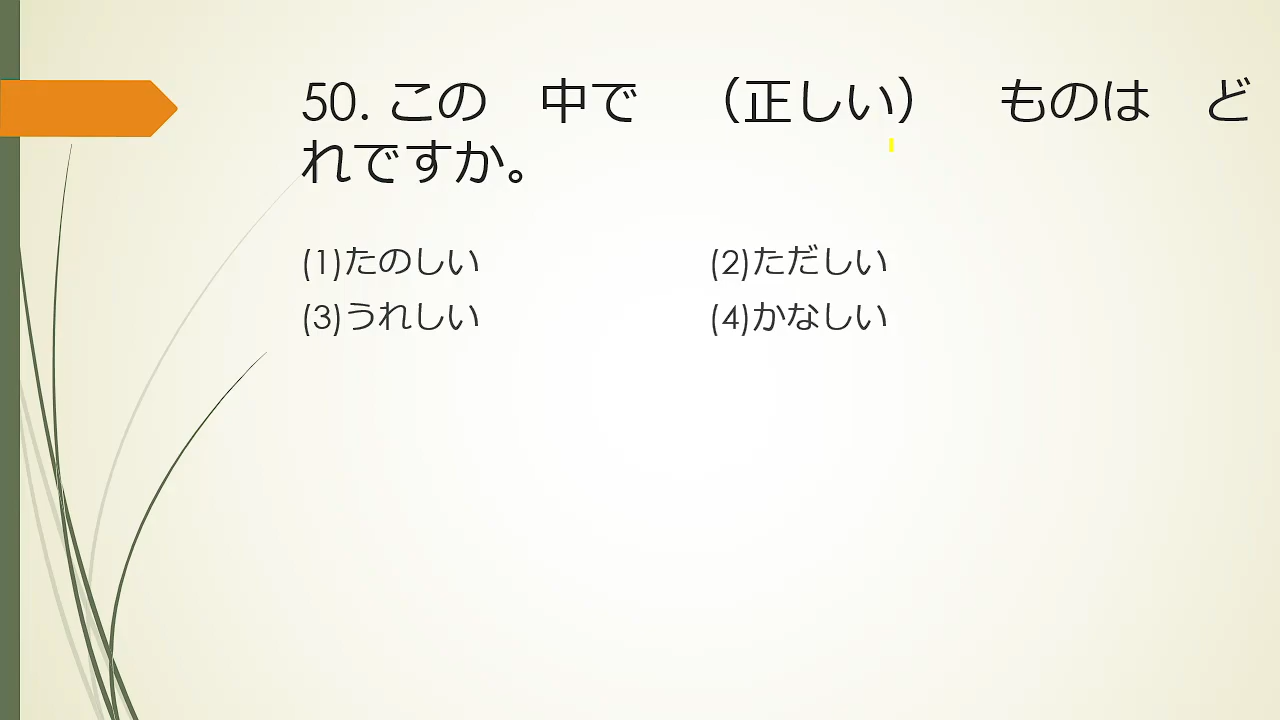 50. この　中で　（正しい）　ものは　ど
れですか。
(1)たのしい　(2)ただしい
(3)うれしい　(4)かなしい